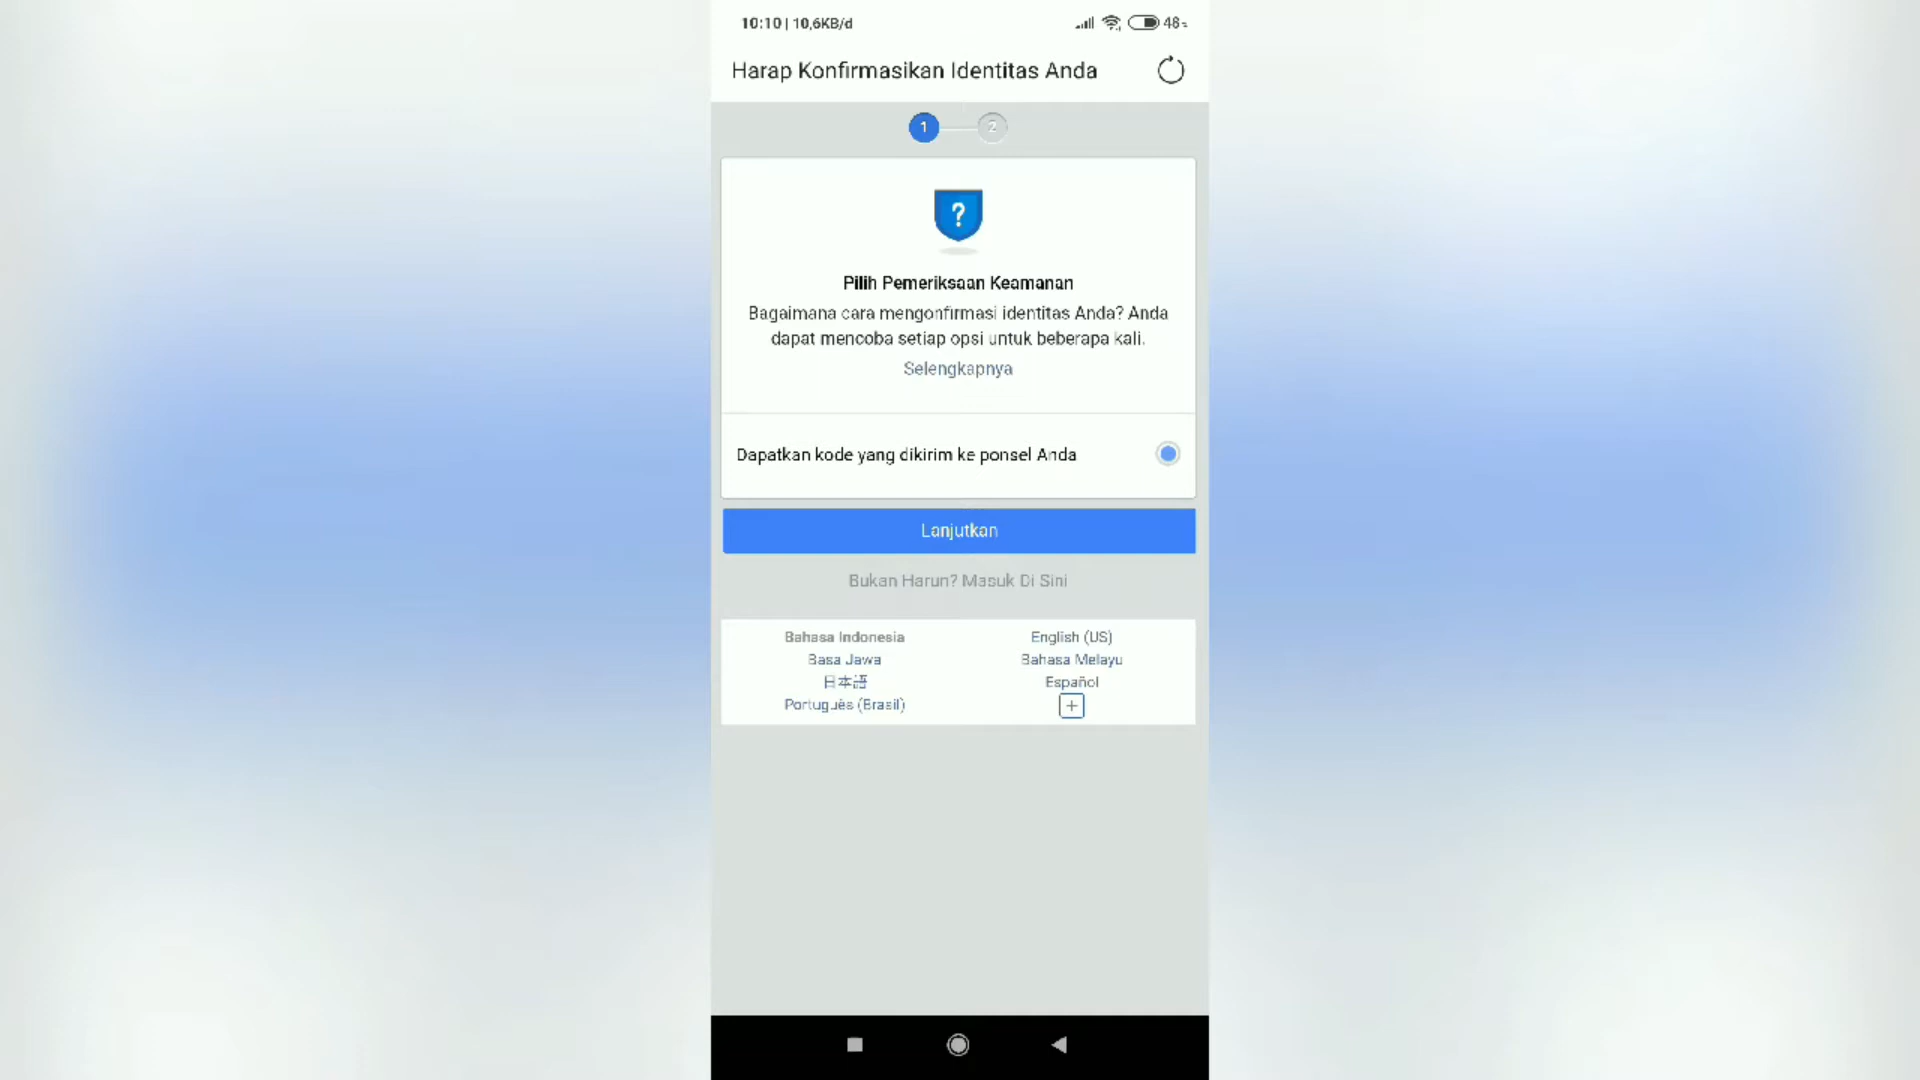 10:10 | 10,6KB/d
48
Harap Konfirmasikan Identitas Anda
1
2
?
Pilih Pemeriksaan Keamanan
Bagaimana cara mengonfirmasi identitas Anda? Anda
dapat mencoba setiap opsi untuk beberapa kali.
Selengkapnya
Dapatkan kode yang dikirim ke ponsel Anda
Lanjutkan
Bukan Harun? Masuk Di Sini
Bahasa Indonesia
English (US)
Basa Jawa
Bahasa Melayu
日本語
Español
Português (Brasil)
+